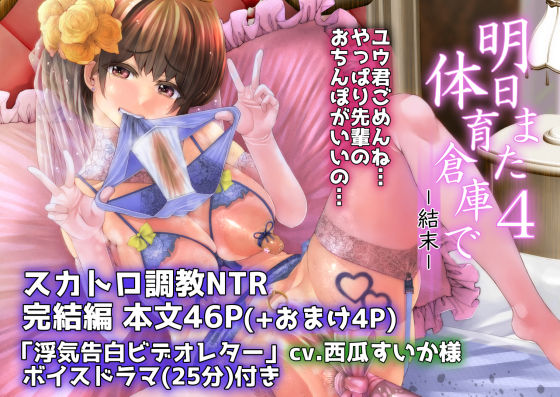 明日また
体育倉庫で4
-結末-
ユウ君ごめんね…
やっぱり先輩の
おちんぽがいいの…
スカトロ調教NTR
完結編 本文46P(+おまけ4P)
「浮気告白ビデオレター」 cv.西瓜すいか様
ボイスドラマ(25分)付き